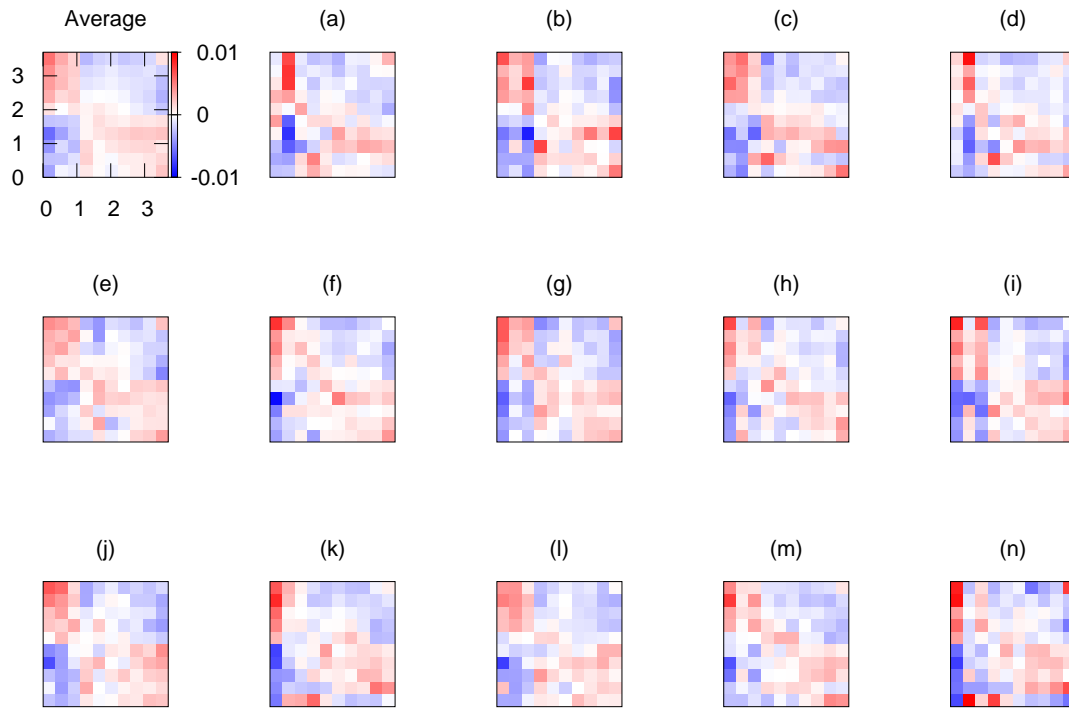 Average (a) (b) (c) (d)
3 0.01
2 0
1
0 -0.01
0 1 2 3
(e) (f) (g) (h) (i)
(j) (k) (l) (m) (n)